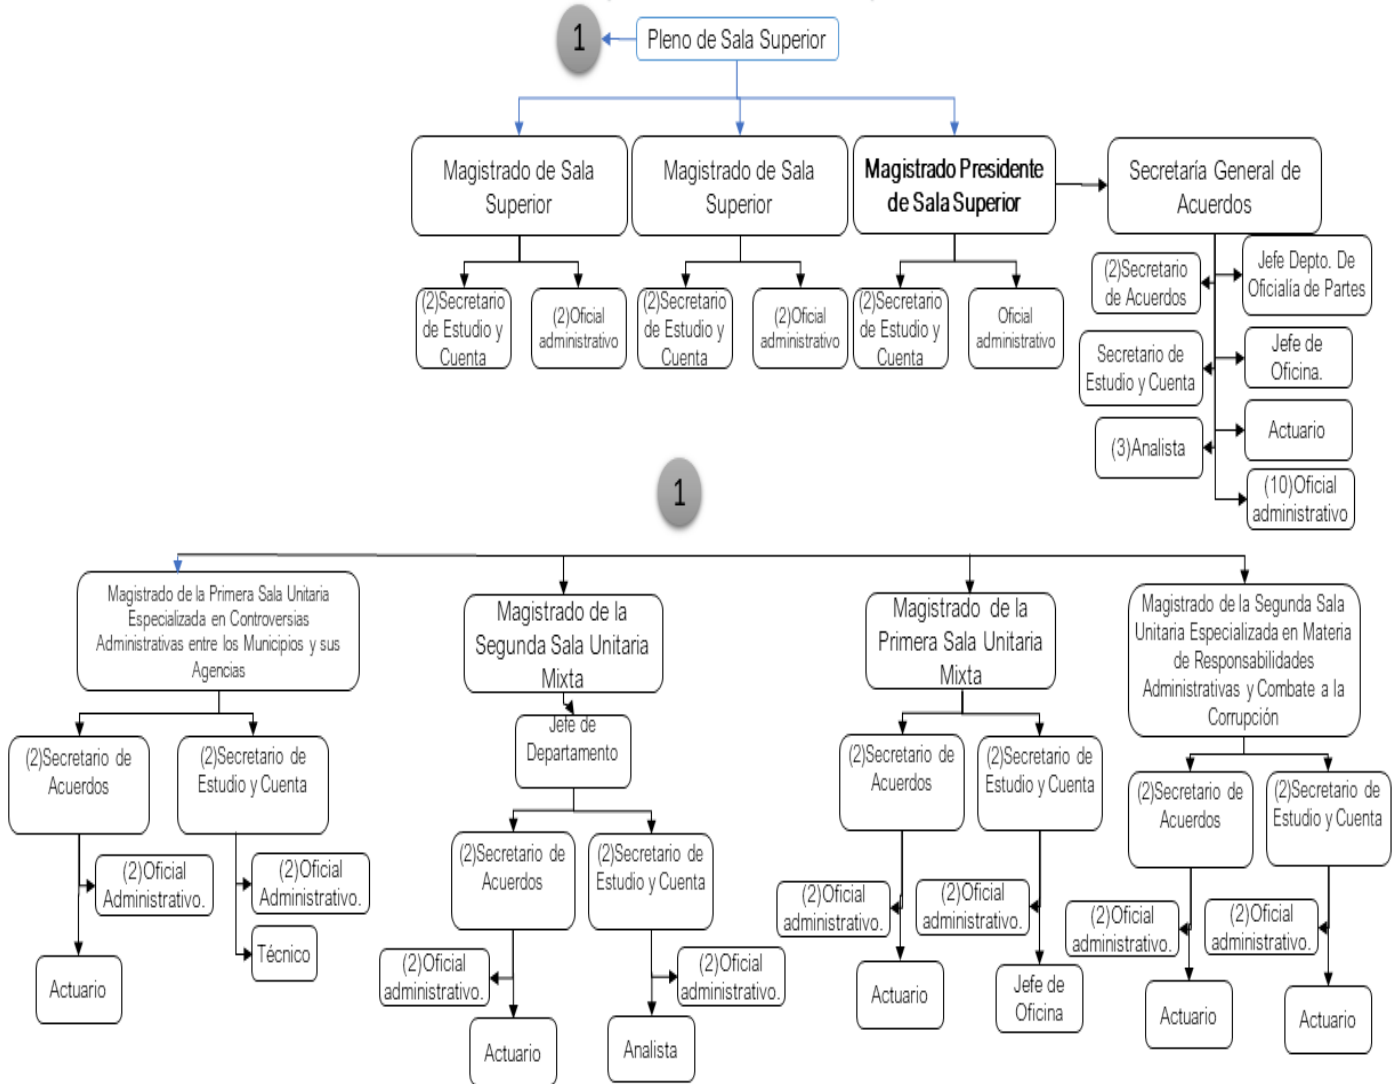 1
Pleno de Sala Superior
Magistrado de Sala
Superior
Magistrado de Sala
Superior
Magistrado Presidente
de Sala Superior
Secretaría General de
Acuerdos
(2)Secretario
de Estudio y
Cuenta
(2)Oficial
administrativo
(2)Secretario
de Estudio y
Cuenta
(2)Oficial
administrativo
(2)Secretario
de Estudio y
Cuenta
Oficial
administrativo
(2)Secretario
de Acuerdos
Jefe Depto. De
Oficialía de Partes
Secretario de
Estudio y Cuenta
Jefe de
Oficina.
(3)Analista
Actuario
(10)Oficial
administrativo
1
Magistrado de la Primera Sala Unitaria
Especializada en Controversias
Administrativas entre los Municipios y sus
Agencias
Magistrado de la
Segunda Sala Unitaria
Mixta
Magistrado de la
Primera Sala Unitaria
Mixta
Magistrado de la Segunda Sala
Unitaria Especializada en Materia
de Responsabilidades
Administrativas y Combate a la
Corrupción
(2)Secretario de
Acuerdos
(2)Secretario de
Estudio y Cuenta
(2)Oficial
Administrativo.
(2)Oficial
Administrativo.
Técnico
Actuario
Jefe de
Departamento
(2)Secretario de
Acuerdos
(2)Secretario de
Estudio y Cuenta
(2)Oficial
administrativo.
(2)Oficial
administrativo.
Actuario
Analista
(2)Secretario de
Acuerdos
(2)Secretario de
Estudio y Cuenta
(2)Oficial
administrativo.
(2)Oficial
administrativo.
Actuario
Jefe de
Oficina
(2)Secretario de
Acuerdos
(2)Secretario de
Estudio y Cuenta
(2)Oficial
administrativo.
(2)Oficial
administrativo.
Actuario
Actuario